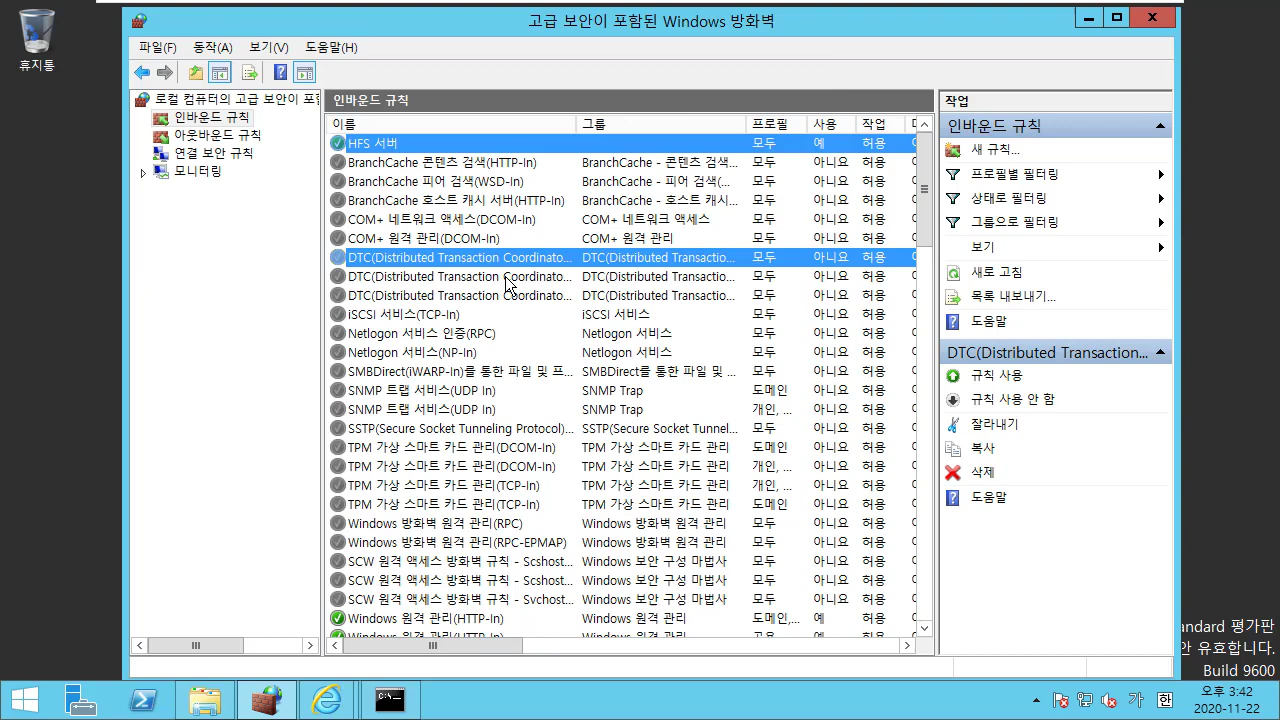 휴지통
고급 보안이 포함된 Windows 방화벽
파일(F) 동작(A) 보기(V) 도움말(H)
로컬 컴퓨터의 고급 보안이 포함
인바운드 규칙
아웃바운드 규칙
연결 보안 규칙
모니터링
인바운드 규칙
이름 그룹 프로필 사용 작업
HFS 서버 모두 예 허용
BranchCache 콘텐츠 검색(HTTP-In) BranchCache - 콘텐츠 검색... 모두 아니요 허용
BranchCache 피어 검색(WSD-In) BranchCache - 피어 검색(... 모두 아니요 허용
BranchCache 호스트 캐시 서버(HTTP-In) BranchCache - 호스트 캐시... 모두 아니요 허용
COM+ 네트워크 액세스(DCOM-In) COM+ 네트워크 액세스 모두 아니요 허용
COM+ 원격 관리(DCOM-In) COM+ 원격 관리 모두 아니요 허용
DTC(Distributed Transaction Coordinato... DTC(Distributed Transactio... 모두 아니요 허용
DTC(Distributed Transaction Coordinato... DTC(Distributed Transactio... 모두 아니요 허용
DTC(Distributed Transaction Coordinato... DTC(Distributed Transactio... 모두 아니요 허용
iSCSI 서비스(TCP-In) iSCSI 서비스 모두 아니요 허용
Netlogon 서비스 인증(RPC) Netlogon 서비스 모두 아니요 허용
Netlogon 서비스(NP-In) Netlogon 서비스 모두 아니요 허용
SMBDirect(iWARP-In)를 통한 파일 및 프... SMBDirect를 통한 파일 및 ... 모두 아니요 허용
SNMP 트랩 서비스(UDP In) SNMP Trap 도메인 아니요 허용
SNMP 트랩 서비스(UDP In) SNMP Trap 개인, ... 아니요 허용
SSTP(Secure Socket Tunneling Protocol)... SSTP(Secure Socket Tunnel... 모두 아니요 허용
TPM 가상 스마트 카드 관리(DCOM-In) TPM 가상 스마트 카드 관리 도메인 아니요 허용
TPM 가상 스마트 카드 관리(DCOM-In) TPM 가상 스마트 카드 관리 개인, ... 아니요 허용
TPM 가상 스마트 카드 관리(TCP-In) TPM 가상 스마트 카드 관리 개인, ... 아니요 허용
TPM 가상 스마트 카드 관리(TCP-In) TPM 가상 스마트 카드 관리 도메인 아니요 허용
Windows 방화벽 원격 관리(RPC) Windows 방화벽 원격 관리 모두 아니요 허용
Windows 방화벽 원격 관리(RPC-EPMAP) Windows 방화벽 원격 관리 모두 아니요 허용
SCW 원격 액세스 방화벽 규칙 - Scshost... Windows 보안 구성 마법사 모두 아니요 허용
SCW 원격 액세스 방화벽 규칙 - Scshost... Windows 보안 구성 마법사 모두 아니요 허용
SCW 원격 액세스 방화벽 규칙 - Svchost... Windows 보안 구성 마법사 모두 아니요 허용
Windows 원격 관리(HTTP-In) Windows 원격 관리 도메인,... 예 허용
Windows 원격 관리(HTTP-In) Windows 원격 관리 공용 예 허용
작업
인바운드 규칙
새 규칙...
프로필별 필터링
상태로 필터링
그룹으로 필터링
보기
새로 고침
목록 내보내기...
도움말
DTC(Distributed Transaction...
규칙 사용
규칙 사용 안 함
잘라내기
복사
삭제
도움말
andard 평가판
안 유효합니다.
Build 9600
가 한
오후 3:42
2020-11-22